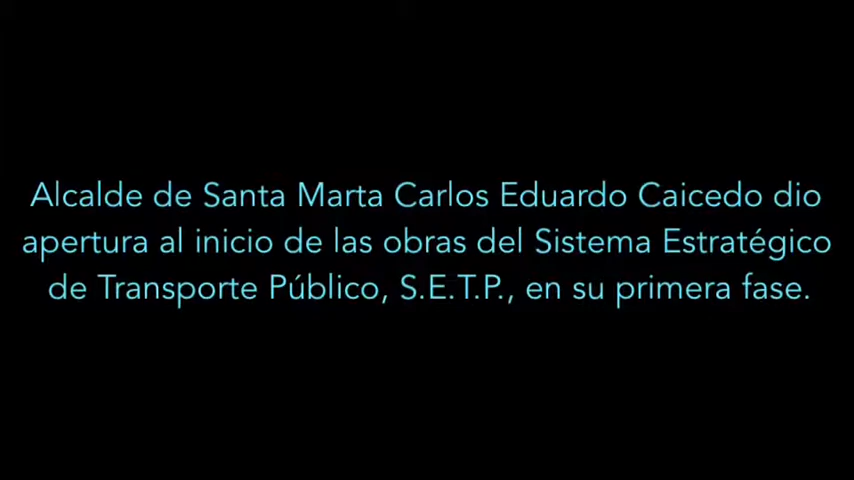 Alcalde de Santa Marta Carlos Eduardo Caicedo dio
apertura al inicio de las obras del Sistema Estratégico
de Transporte Público, S.E.T.P., en su primera fase.